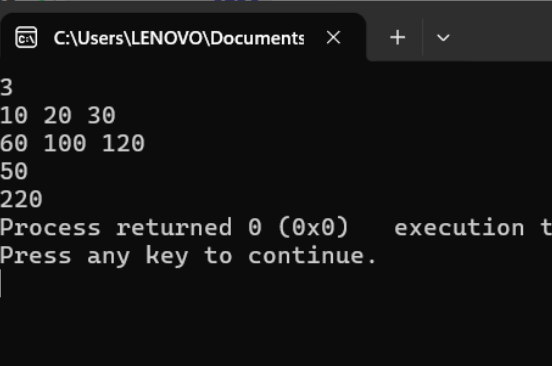 C:\Users\LENOVO\Documents
3
10 20 30
60 100 120
50
220
Process returned 0 (0x0)   execution t
Press any key to continue.